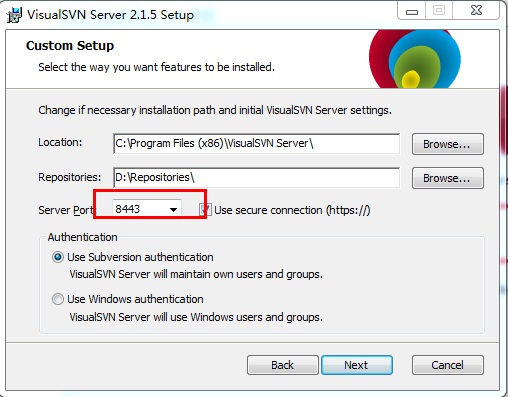 VisualSVN Server 2.1.5 Setup
Custom Setup
Select the way you want features to be installed.
Change if necessary installation path and initial VisualSVN Server settings.
Location: C:\Program Files (x86)\VisualSVN Server\ Browse...
Repositories: D:\Repositories\ Browse...
Server Port: 8443 Use secure connection (https://)
Authentication
Use Subversion authentication
VisualSVN Server will maintain own users and groups.
Use Windows authentication
VisualSVN Server will use Windows users and groups.
Back Next Cancel